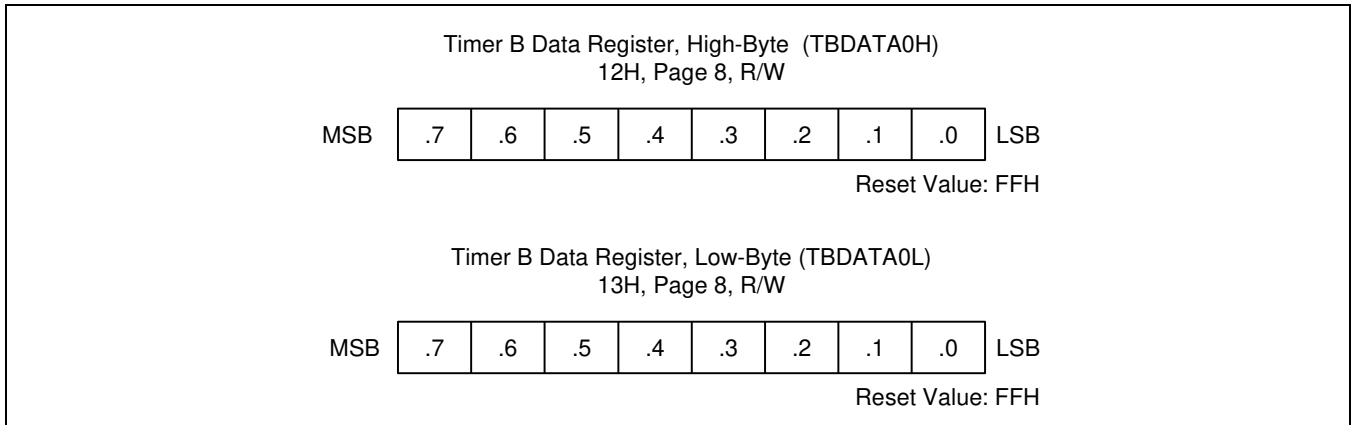 Timer B Data Register, High-Byte (TBDATA0H)
12H, Page 8, R/W
MSB .7 .6 .5 .4 .3 .2 .1 .0 LSB
Reset Value: FFH
Timer B Data Register, Low-Byte (TBDATA0L)
13H, Page 8, R/W
MSB .7 .6 .5 .4 .3 .2 .1 .0 LSB
Reset Value: FFH